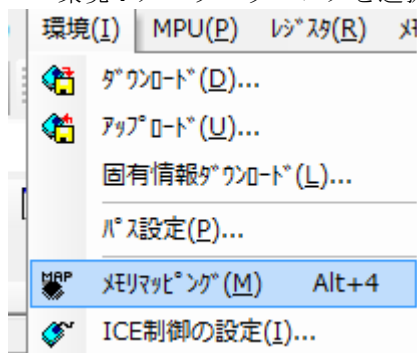 環境(I) MPU(P) ﾚｼﾞｽﾀ(R)
ﾀﾞｳﾝﾛｰﾄﾞ(D)...
ｱｯﾌﾟﾛｰﾄﾞ(U)...
固有情報ﾀﾞｳﾝﾛｰﾄﾞ(L)...
ﾊﾟｽ設定(P)...
MAP ﾒﾓﾘﾏｯﾋﾟﾝｸﾞ(M) Alt+4
ICE制御の設定(I)...